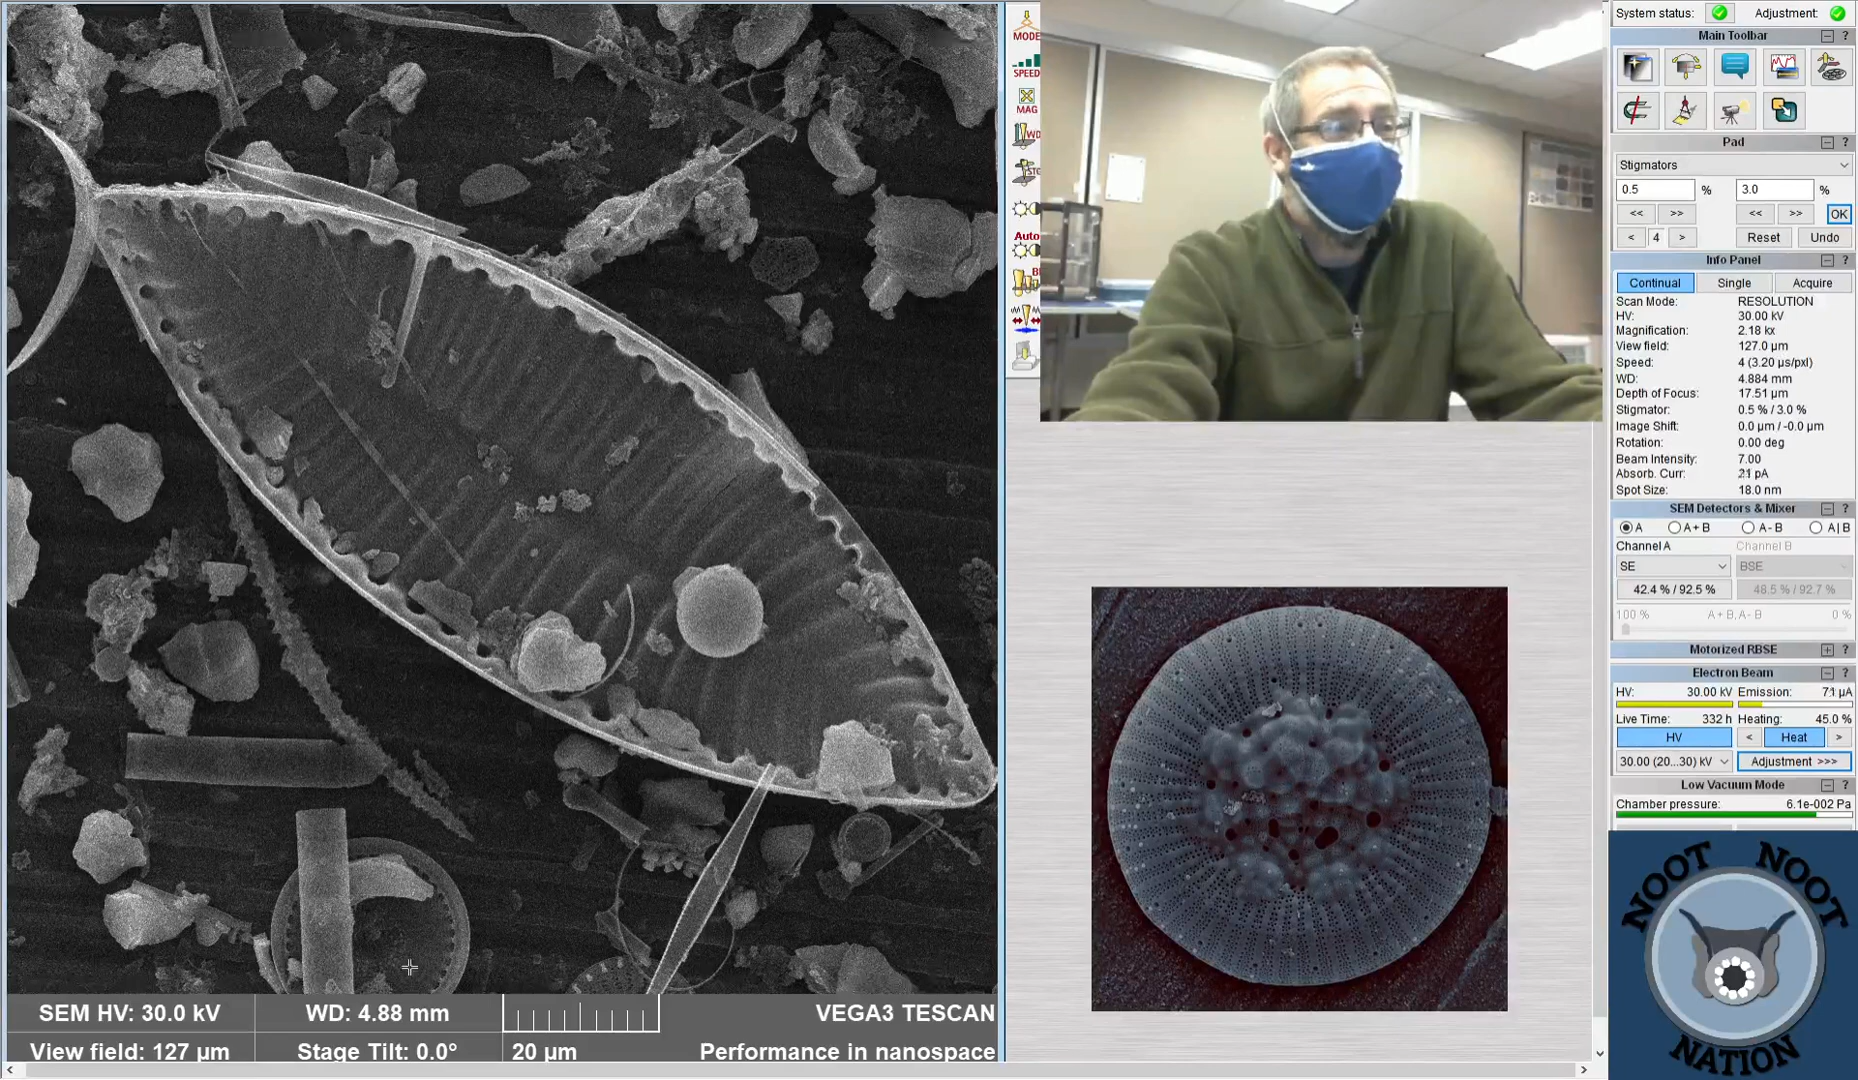 MODE
SPEED
MAG
WD
Auto
System status:
Adjustment:
Main Toolbar
?
Pad
?
Stigmators
0.5 %
3.0 %
<< >>
<< >>
OK
< 4 >
Reset
Undo
Info Panel
?
Continual
Single
Acquire
Scan Mode: RESOLUTION
HV: 30.00 kV
Magnification: 2.18 kx
View field: 127.0 µm
Speed: 4 (3.20 µs/pxl)
WD: 4.884 mm
Depth of Focus: 17.51 µm
Stigmator: 0.5 % / 3.0 %
Image Shift: 0.0 µm / -0.0 µm
Rotation: 0.00 deg
Beam Intensity: 7.00
Absorb. Curr: 21 pA
Spot Size: 18.0 nm
SEM Detectors & Mixer
?
A
A + B
A - B
A | B
Channel A
Channel B
SE
BSE
42.4 % / 92.5 %
48.5 % / 92.7 %
100 %
A + B, A - B
0 %
Motorized RBSE
?
Electron Beam
?
HV: 30.00 kV
Emission: 71 µA
Live Time: 332 h
Heating: 45.0 %
HV
< Heat >
30.00 (20...30) kV
Adjustment >>>
Low Vacuum Mode
?
Chamber pressure: 6.1e-002 Pa
NOOT NOOT
NATION
SEM HV: 30.0 kV
WD: 4.88 mm
VEGA3 TESCAN
View field: 127 µm
Stage Tilt: 0.0°
20 µm
Performance in nanospace